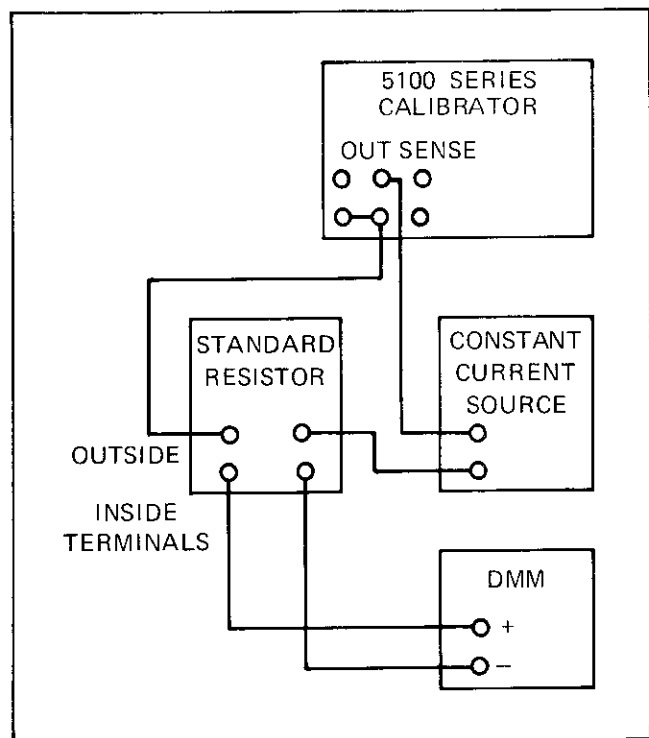 5100 SERIES
CALIBRATOR
OUT SENSE
STANDARD
RESISTOR
CONSTANT
CURRENT
SOURCE
OUTSIDE
INSIDE
TERMINALS
DMM
+
−